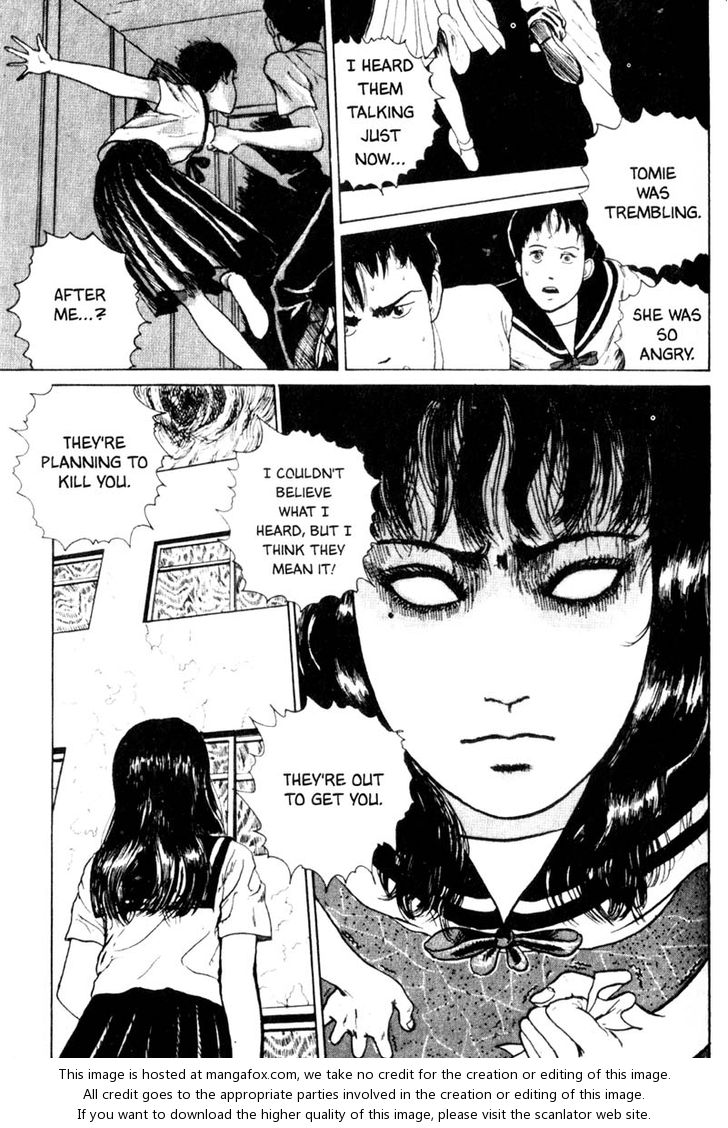 I HEARD
THEM
TALKING
JUST
NOW...
TOMIE
WAS
TREMBLING.
SHE WAS
SO
ANGRY.
AFTER
ME...?
THEY'RE
PLANNING TO
KILL YOU.
I COULDN'T
BELIEVE
WHAT I
HEARD, BUT I
THINK THEY
MEAN IT!
THEY'RE OUT
TO GET YOU.
This image is hosted at mangafox.com, we take no credit for the creation or editing of this image.
All credit goes to the appropriate parties involved in the creation or editing of this image.
If you want to download the higher quality of this image, please visit the scanlator web site.